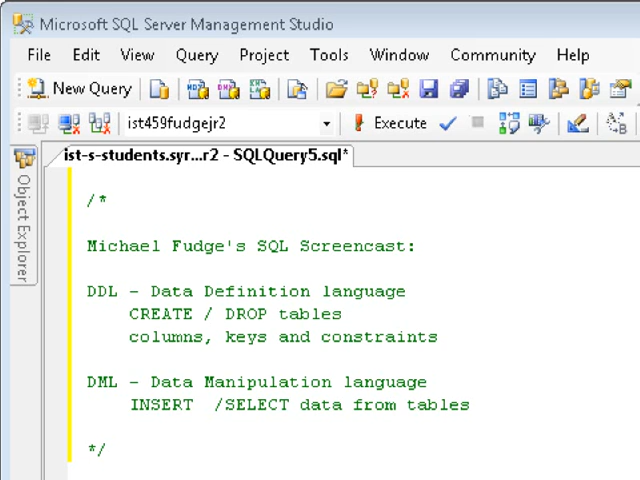 Microsoft SQL Server Management Studio
File Edit View Query Project Tools Window Community Help
New Query
ist459fudgejr2 Execute
ist-s-students.syr...r2 - SQLQuery5.sql*
Object Explorer
/*
Michael Fudge's SQL Screencast:
DDL - Data Definition language
CREATE / DROP tables
columns, keys and constraints
DML - Data Manipulation language
INSERT /SELECT data from tables
*/